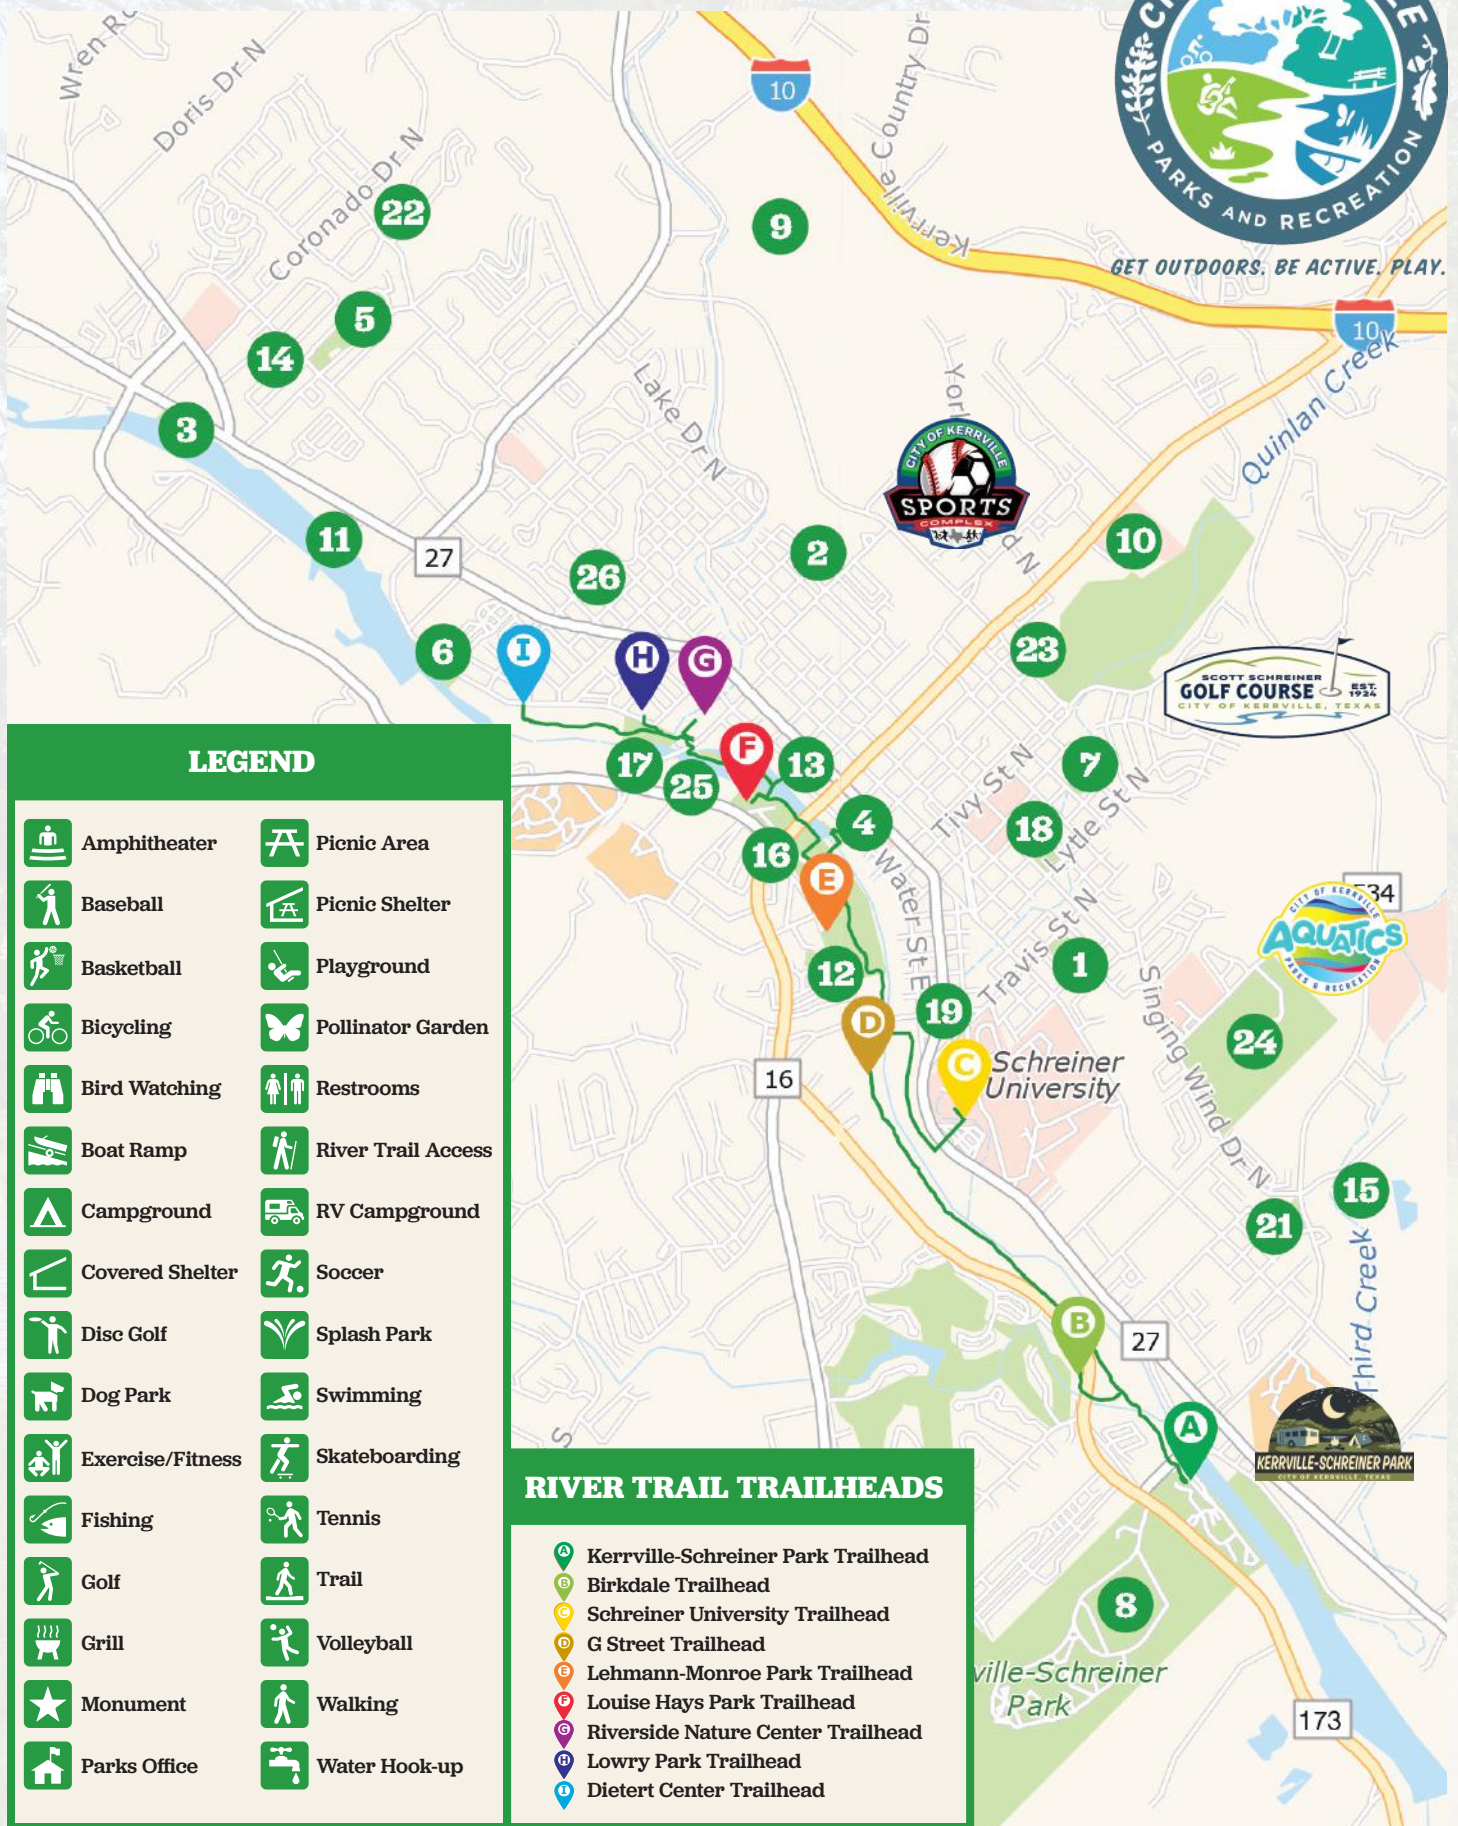 Wren Rd
Doris Dr N
Coronado Dr N
10
Kerrville Country Dr
PARKS AND RECREATION
GET OUTDOORS. BE ACTIVE. PLAY.
22
9
5
14
10
Quinlan Creek
3
Lake Dr N
CITY OF KERRVILLE
SPORTS
COMPLEX
d N
11
27
26
2
10
6
I
H
G
23
SCOTT SCHREINER
GOLF COURSE
EST.
1924
CITY OF KERRVILLE, TEXAS
17
25
F
13
7
Tivy St N
18
Lytle St N
16
4
E
Water St E
34
CITY OF KERRVILLE
AQUATICS
PARKS & RECREATION
12
Travis St N
1
Singing Wind Dr N
19
D
C
Schreiner
University
24
16
15
21
Third Creek
B
27
A
KERRVILLE-SCHREINER PARK
CITY OF KERRVILLE, TEXAS
8
ville-Schreiner
Park
173
S
LEGEND
Amphitheater
Baseball
Basketball
Bicycling
Bird Watching
Boat Ramp
Campground
Covered Shelter
Disc Golf
Dog Park
Exercise/Fitness
Fishing
Golf
Grill
Monument
Parks Office
Picnic Area
Picnic Shelter
Playground
Pollinator Garden
Restrooms
River Trail Access
RV Campground
Soccer
Splash Park
Swimming
Skateboarding
Tennis
Trail
Volleyball
Walking
Water Hook-up
RIVER TRAIL TRAILHEADS
A Kerrville-Schreiner Park Trailhead
B Birkdale Trailhead
C Schreiner University Trailhead
D G Street Trailhead
E Lehmann-Monroe Park Trailhead
F Louise Hays Park Trailhead
G Riverside Nature Center Trailhead
H Lowry Park Trailhead
I Dietert Center Trailhead